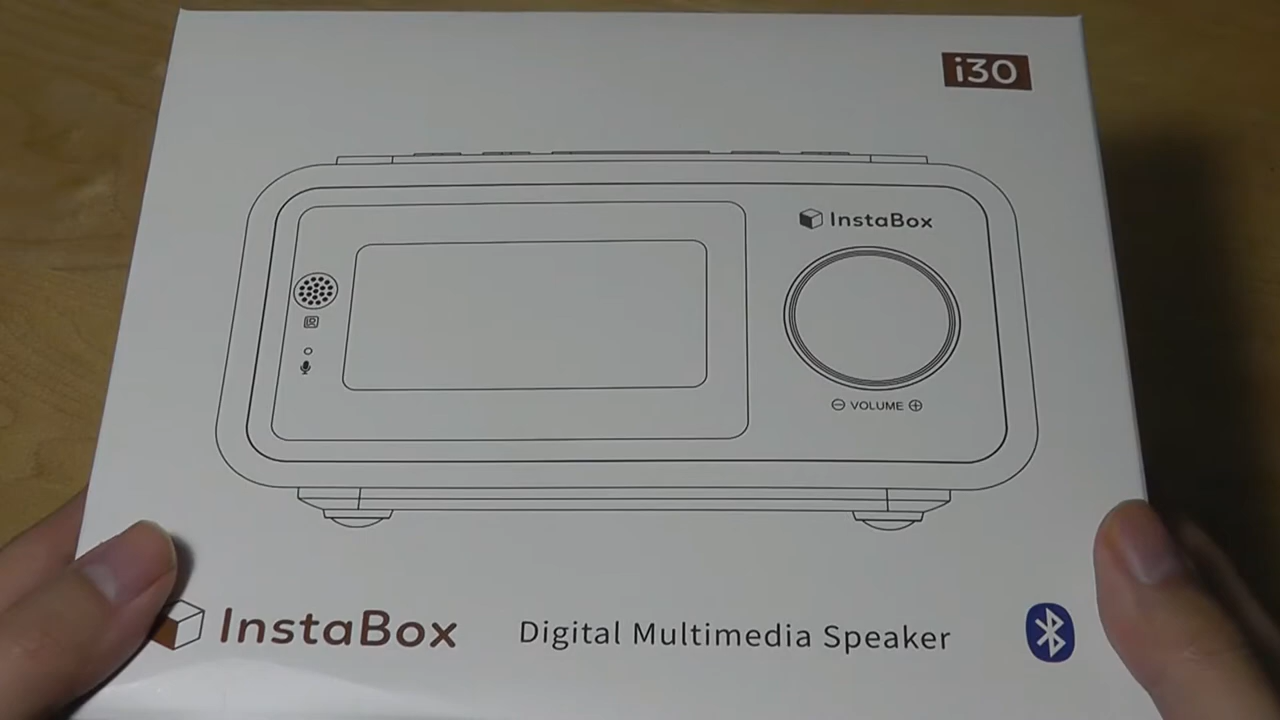 i30
InstaBox
⊖ VOLUME ⊕
InstaBox
Digital Multimedia Speaker